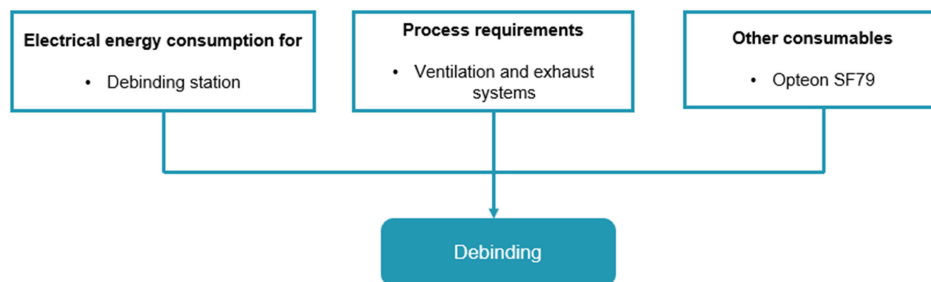 Electrical energy consumption for
• Debinding station
Process requirements
• Ventilation and exhaust
systems
Other consumables
• Opteon SF79
Debinding